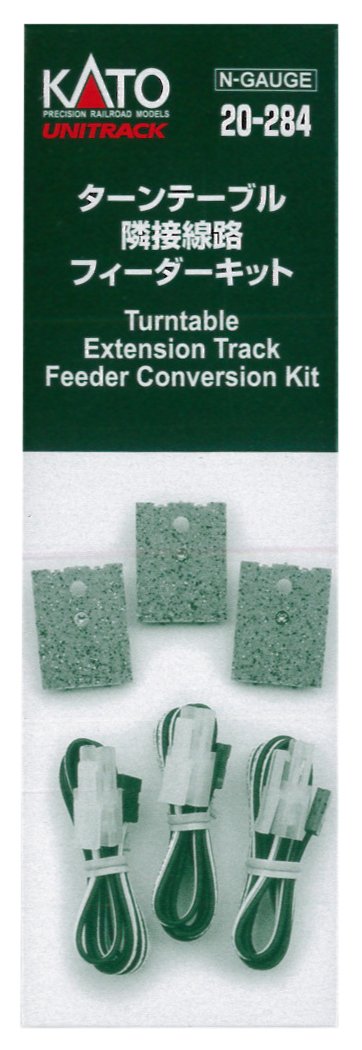 KATO
PRECISION RAILROAD MODELS
UNITRACK
N-GAUGE
20-284
ターンテーブル
隣接線路
フィーダーキット
Turntable
Extension Track
Feeder Conversion Kit